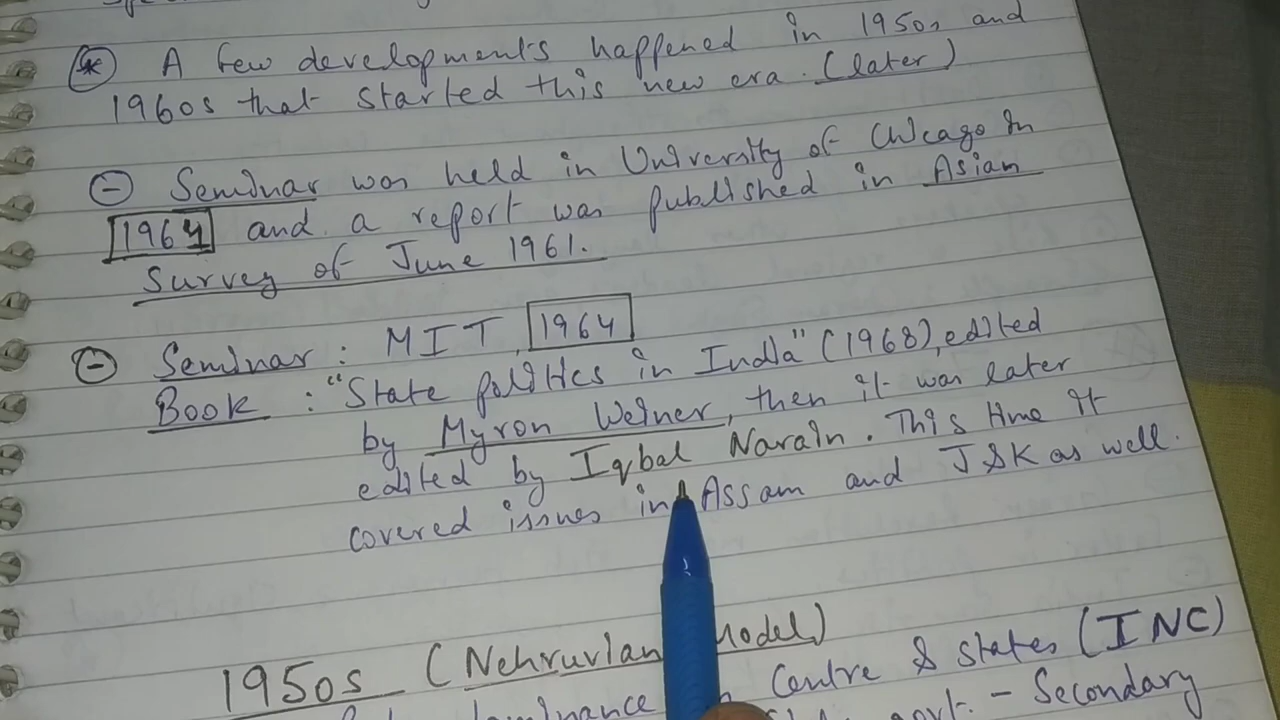 A few developments happened in 1950s and
1960s that started this new era. (later)
Seminar was held in University of Chicago in
1964 and a report was published in Asian
Survey of June 1961.
Seminar: MIT, 1964
Book: "State politics in India" (1968), edited
by Myron Weiner, then it was later
edited by Iqbal Narain. This time it
covered issues in Assam and J&K as well.
1950s (Nehruvian Model)
Centre & states (INC)
govt. - Secondary